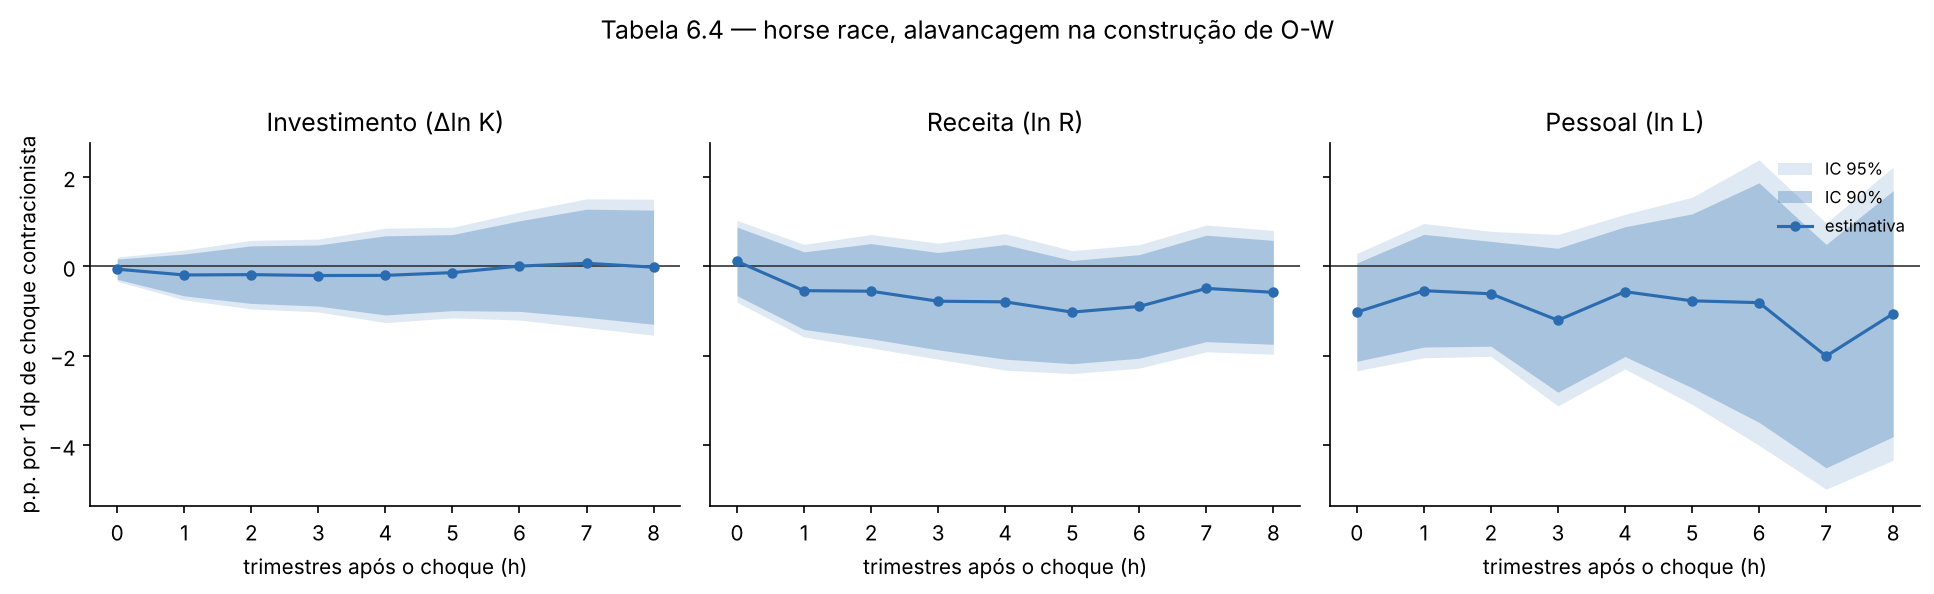 Tabela 6.4 — horse race, alavancagem na construção de O-W
Investimento (Δln K)
Receita (ln R)
Pessoal (ln L)
p.p. por 1 dp de choque contracionista
2
0
−2
−4
IC 95%
IC 90%
estimativa
0 1 2 3 4 5 6 7 8
0 1 2 3 4 5 6 7 8
0 1 2 3 4 5 6 7 8
trimestres após o choque (h)
trimestres após o choque (h)
trimestres após o choque (h)